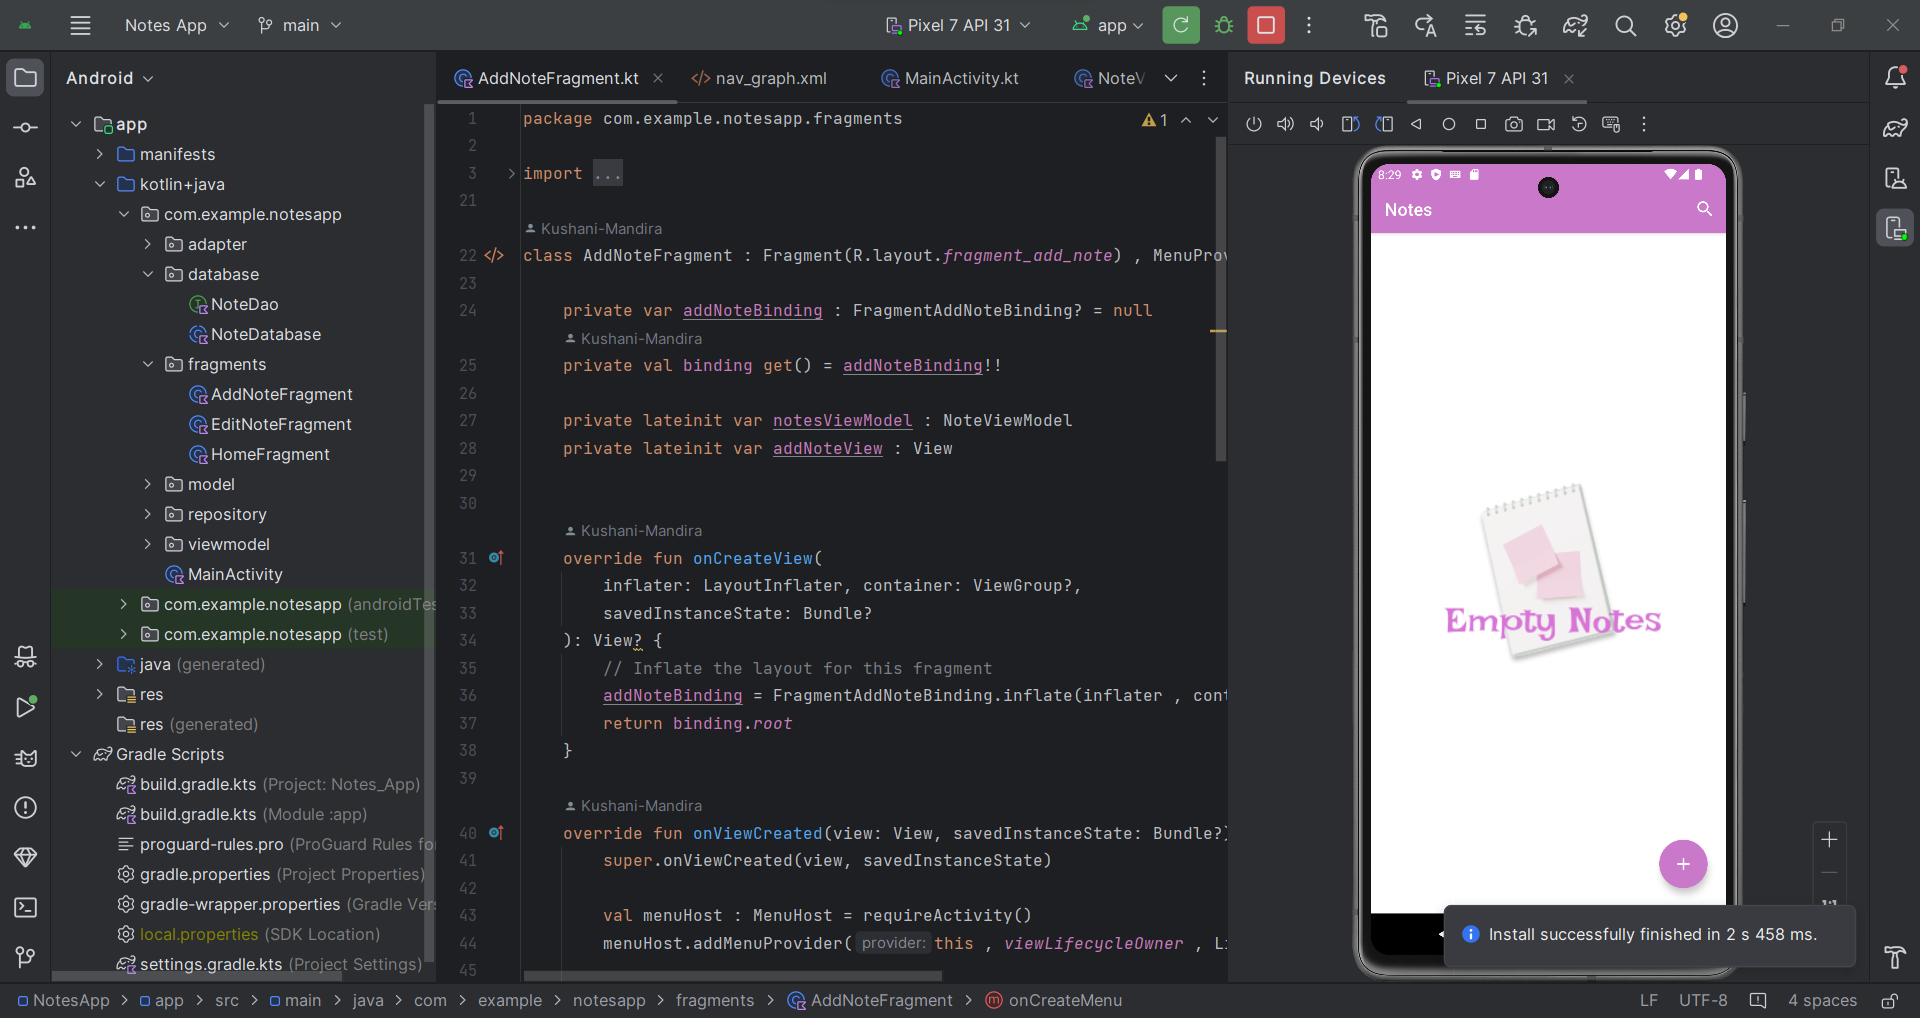 Notes App
main
Pixel 7 API 31
app
Android
AddNoteFragment.kt
nav_graph.xml
MainActivity.kt
Running Devices
Pixel 7 API 31
app
manifests
kotlin+java
com.example.notesapp
adapter
database
NoteDao
NoteDatabase
fragments
AddNoteFragment
EditNoteFragment
HomeFragment
model
repository
viewmodel
MainActivity
com.example.notesapp (androidTes
com.example.notesapp (test)
java (generated)
res
res (generated)
Gradle Scripts
build.gradle.kts (Project: Notes_App)
build.gradle.kts (Module :app)
proguard-rules.pro (ProGuard Rules fo
gradle.properties (Project Properties)
gradle-wrapper.properties (Gradle Ver
local.properties (SDK Location)
settings.gradle.kts (Project Settings)
1 package com.example.notesapp.fragments
1
2
3 import ...
21
Kushani-Mandira
22 class AddNoteFragment : Fragment(R.layout.fragment_add_note) , MenuProv
23
24 private var addNoteBinding : FragmentAddNoteBinding? = null
Kushani-Mandira
25 private val binding get() = addNoteBinding!!
26
27 private lateinit var notesViewModel : NoteViewModel
28 private lateinit var addNoteView : View
29
30
Kushani-Mandira
31 override fun onCreateView(
32 inflater: LayoutInflater, container: ViewGroup?,
33 savedInstanceState: Bundle?
34 ): View? {
35 // Inflate the layout for this fragment
36 addNoteBinding = FragmentAddNoteBinding.inflate(inflater , cont
37 return binding.root
38 }
39
Kushani-Mandira
40 override fun onViewCreated(view: View, savedInstanceState: Bundle?)
41 super.onViewCreated(view, savedInstanceState)
42
43 val menuHost : MenuHost = requireActivity()
44 menuHost.addMenuProvider( provider: this , viewLifecycleOwner , Li
45
8:29
Notes
Empty Notes
Install successfully finished in 2 s 458 ms.
NotesApp > app > src > main > java > com > example > notesapp > fragments > AddNoteFragment > onCreateMenu
LF UTF-8 4 spaces